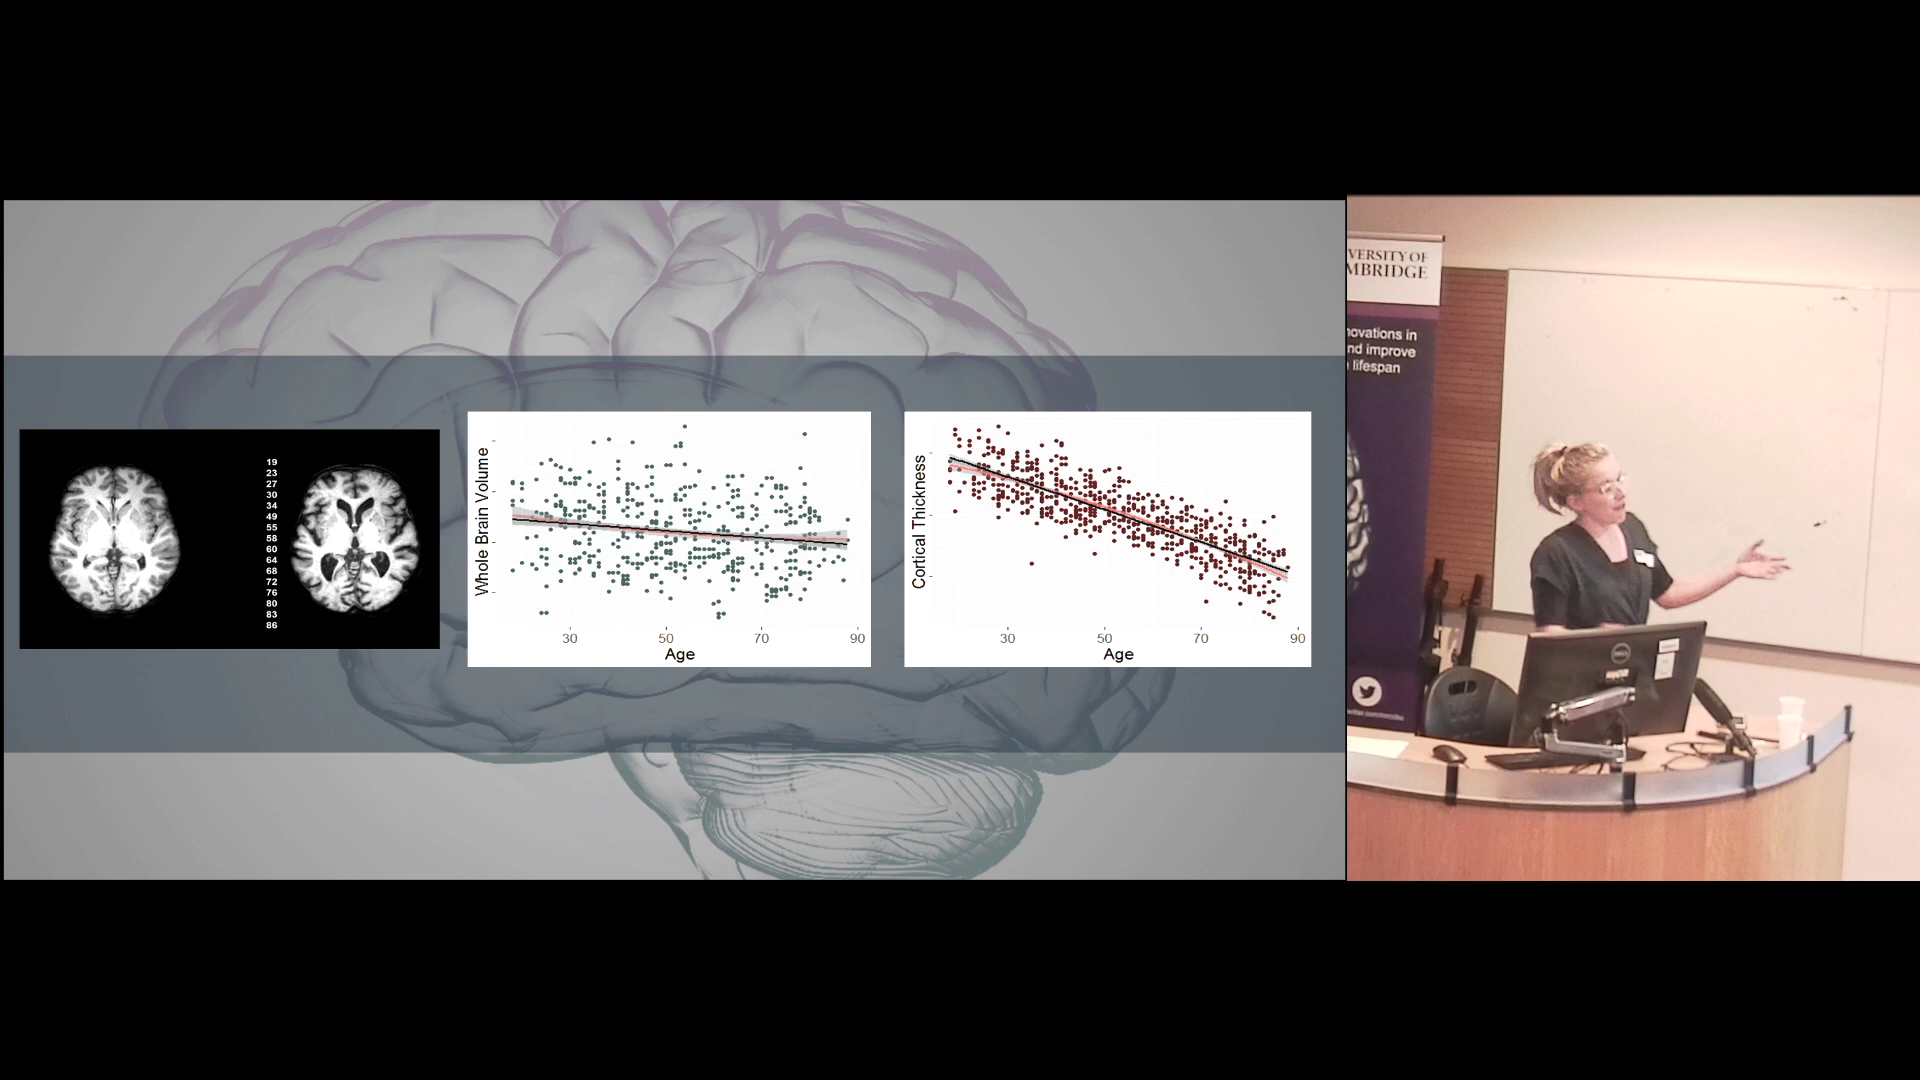 19
23
27
30
34
49
55
58
60
64
68
72
76
80
83
86
Whole Brain Volume
30 50 70 90
Age
Cortical Thickness
30 50 70 90
Age
VERSITY OF
MBRIDGE
novations in
nd improve
lifespan
DELL